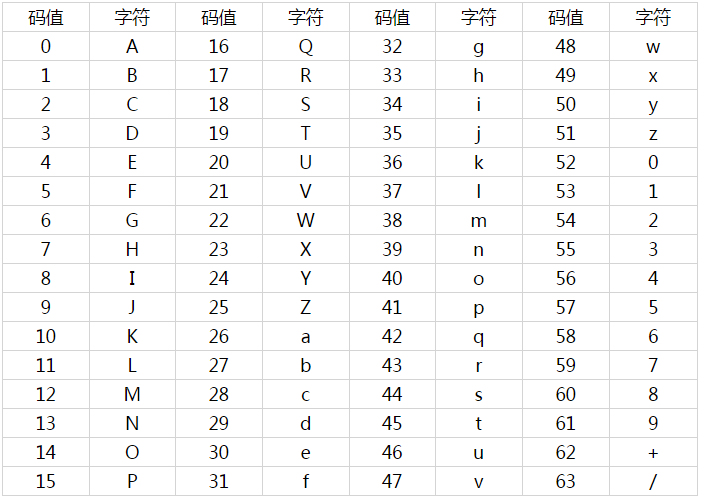 码值 字符 码值 字符 码值 字符 码值 字符
0 A 16 Q 32 g 48 w
1 B 17 R 33 h 49 x
2 C 18 S 34 i 50 y
3 D 19 T 35 j 51 z
4 E 20 U 36 k 52 0
5 F 21 V 37 l 53 1
6 G 22 W 38 m 54 2
7 H 23 X 39 n 55 3
8 I 24 Y 40 o 56 4
9 J 25 Z 41 p 57 5
10 K 26 a 42 q 58 6
11 L 27 b 43 r 59 7
12 M 28 c 44 s 60 8
13 N 29 d 45 t 61 9
14 O 30 e 46 u 62 +
15 P 31 f 47 v 63 /